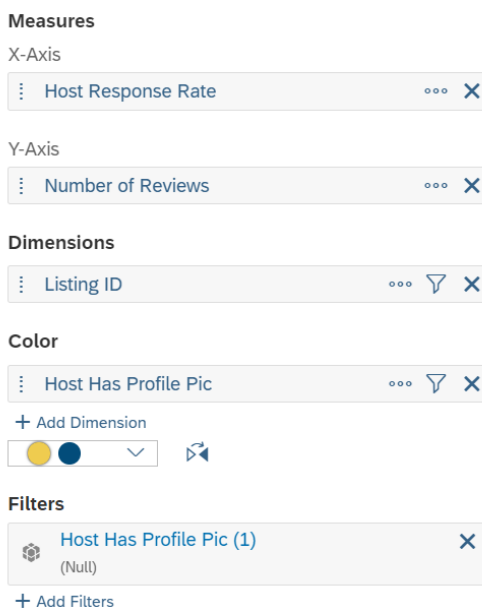 Measures
X-Axis
Host Response Rate
Y-Axis
Number of Reviews
Dimensions
Listing ID
Color
Host Has Profile Pic
+ Add Dimension
Filters
Host Has Profile Pic (1)
(Null)
+ Add Filters